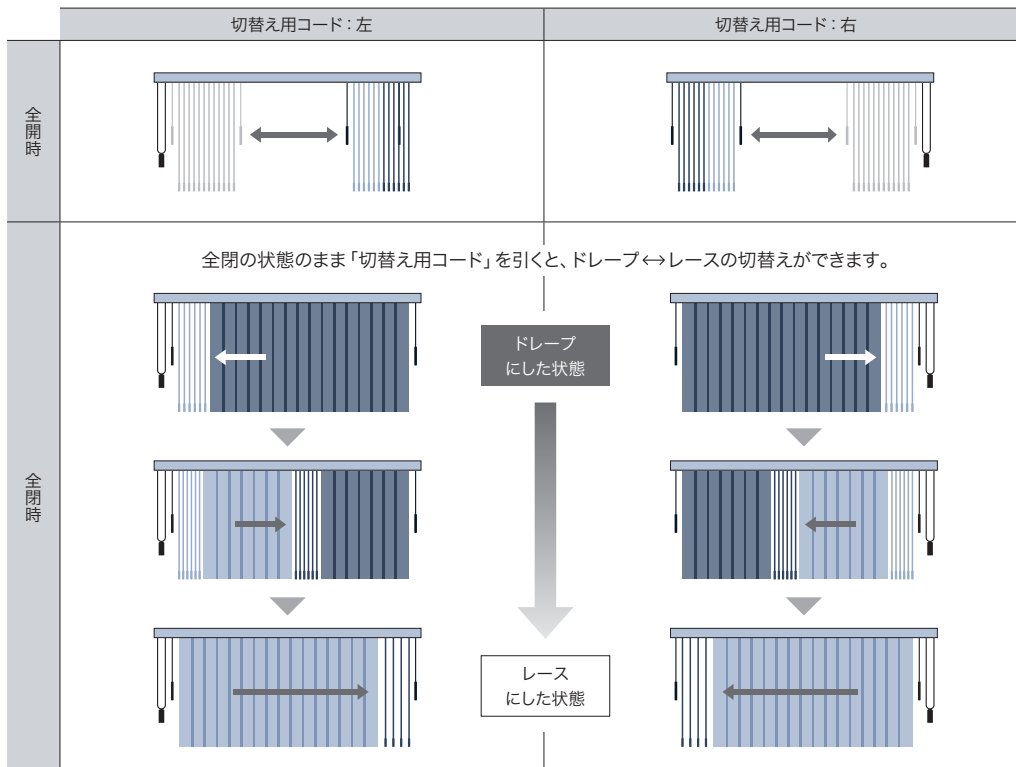 切替え用コード：左
切替え用コード：右
全開時
全閉の状態のまま「切替え用コード」を引くと、ドレープ↔レースの切替えができます。
全閉時
ドレープ
にした状態
レース
にした状態